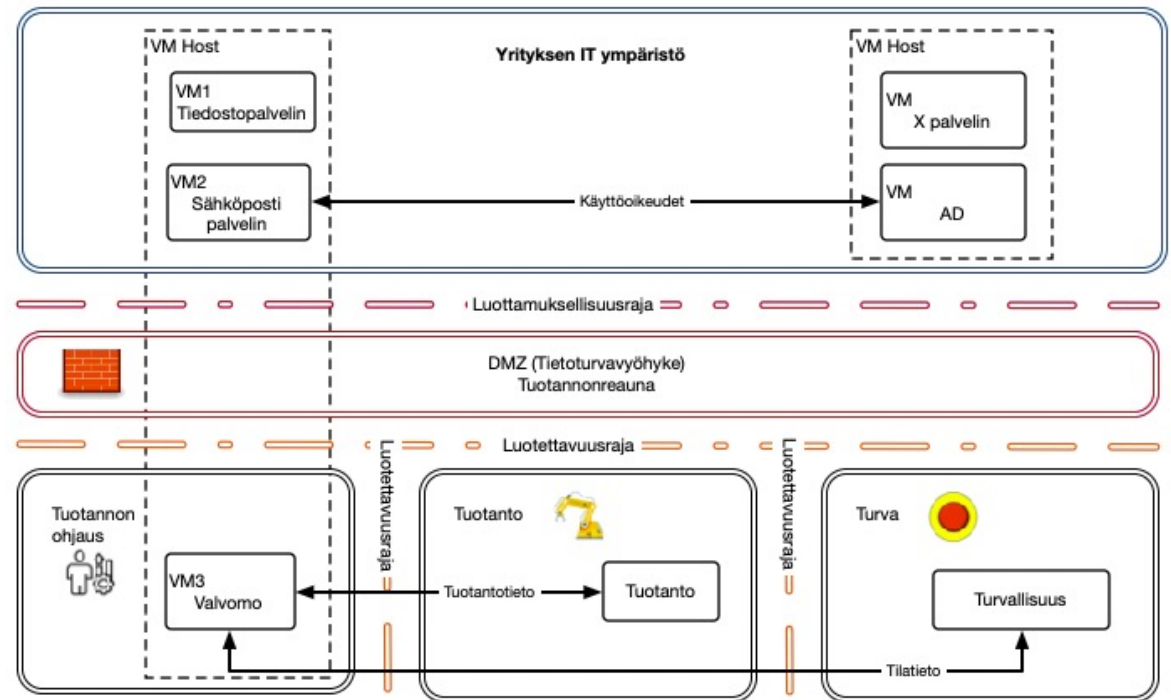 VM Host
Yrityksen IT ympäristö
VM Host
VM1
Tiedostopalvelin
VM
X palvelin
VM2
Sähköposti
palvelin
Käyttöoikeudet
VM
AD
Luottamuksellisuusraja
DMZ (Tietoturvavyöhyke)
Tuotannonreauna
Luotettavuusraja
Luotettavuusraja
Luotettavuusraja
Tuotannon
ohjaus
Tuotanto
Turva
VM3
Valvomo
Tuotantotieto
Tuotanto
Turvallisuus
Tilatieto